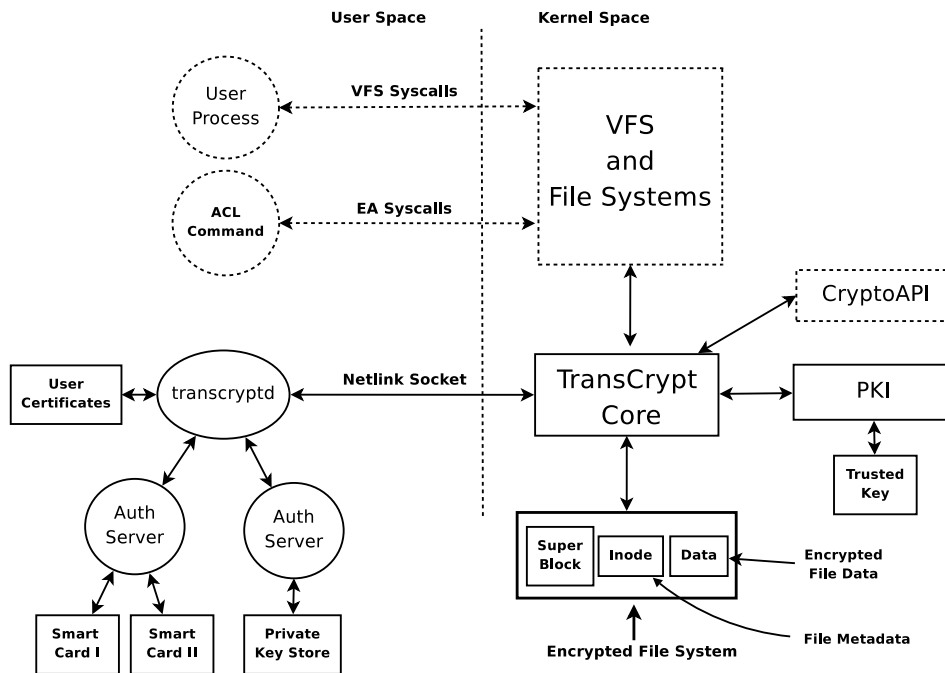 User Space
Kernel Space
User
Process
VFS Syscalls
VFS
and
File Systems
ACL
Command
EA Syscalls
CryptoAPI
User
Certificates
transcryptd
Netlink Socket
TransCrypt
Core
PKI
Trusted
Key
Auth
Server
Auth
Server
Super
Block
Inode
Data
Encrypted
File Data
Smart
Card I
Smart
Card II
Private
Key Store
Encrypted File System
File Metadata